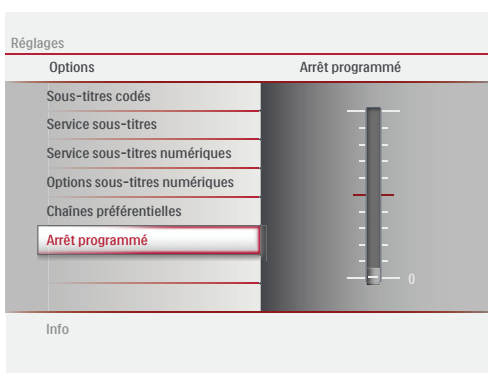 Réglages
Options Arrêt programmé
Sous-titres codés
Service sous-titres
Service sous-titres numériques
Options sous-titres numériques
Chaînes préférentielles
Arrêt programmé
0
Info